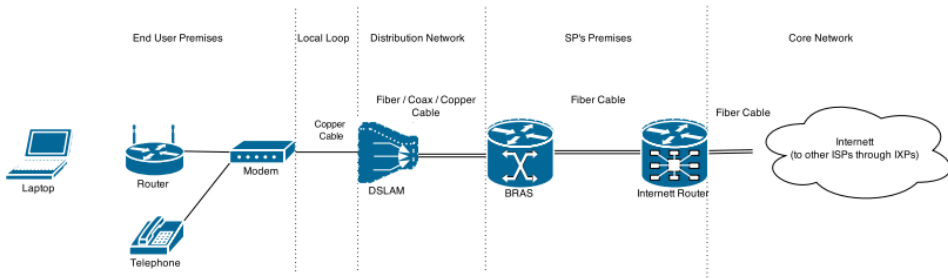 End User Premises
Local Loop
Distribution Network
SP's Premises
Core Network
Fiber / Coax / Copper
Cable
Fiber Cable
Fiber Cable
Copper
Cable
Internett
(to other ISPs through IXPs)
Laptop
Router
Modem
DSLAM
BRAS
Internett Router
Telephone